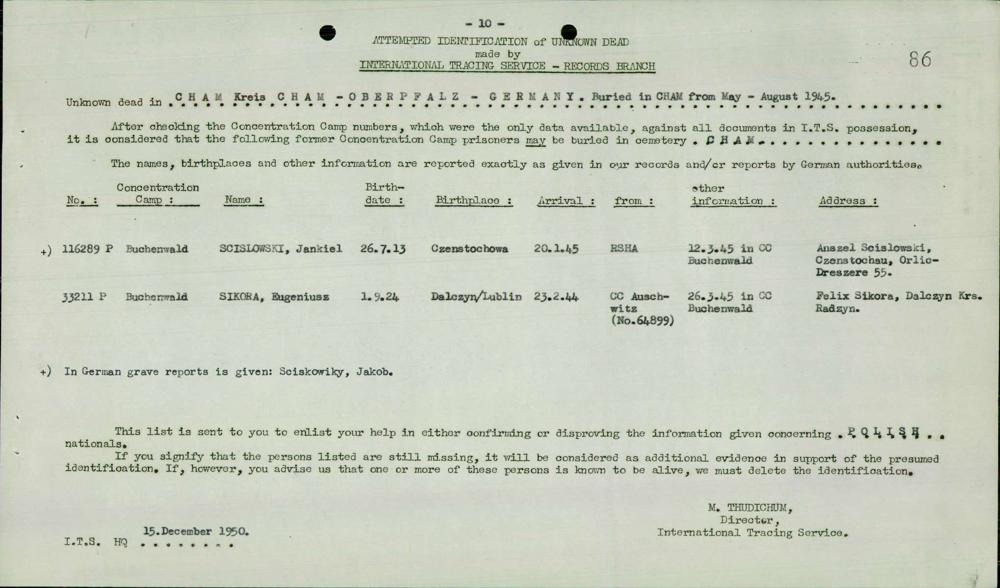 - 10 -
ATTEMPTED IDENTIFICATION of UNKNOWN DEAD
made by
INTERNATIONAL TRACING SERVICE - RECORDS BRANCH
86
Unknown dead in . C H A M Kreis C H A M - O B E R P F A L Z - G E R M A N Y. Buried in CHAM from May - August 1945.
After checking the Concentration Camp numbers, which were the only data available, against all documents in I.T.S. possession,
it is considered that the following former Concentration Camp prisoners may be buried in cemetery . C H A M. . . . . . . . . . . . . . . .
The names, birthplaces and other information are reported exactly as given in our records and/or reports by German authorities.
No. : Concentration Camp : Name : Birth-date : Birthplace : Arrival : from : other information : Address :
+) 116289 P Buchenwald SCISLOWSKI, Jankiel 26.7.13 Czenstochowa 20.1.45 RSHA 12.3.45 in CC Anszel Scislowski,
Buchenwald Czenstochau, Orlic-
Dreszere 55.
33211 P Buchenwald SIKORA, Eugeniusz 1.9.24 Dalczyn/Lublin 23.2.44 CC Ausch- 26.3.45 in CC Felix Sikora, Dalczyn Krs.
witz Buchenwald Radzyn.
(No.64899)
+) In German grave reports is given: Sciskowiky, Jakob.
This list is sent to you to enlist your help in either confirming or disproving the information given concerning . P O L I S H . .
nationals.
If you signify that the persons listed are still missing, it will be considered as additional evidence in support of the presumed
identification. If, however, you advise us that one or more of these persons is known to be alive, we must delete the identification.
M. THUDICHUM,
Director,
International Tracing Service.
15.December 1950.
I.T.S. HQ . . . . . . . .